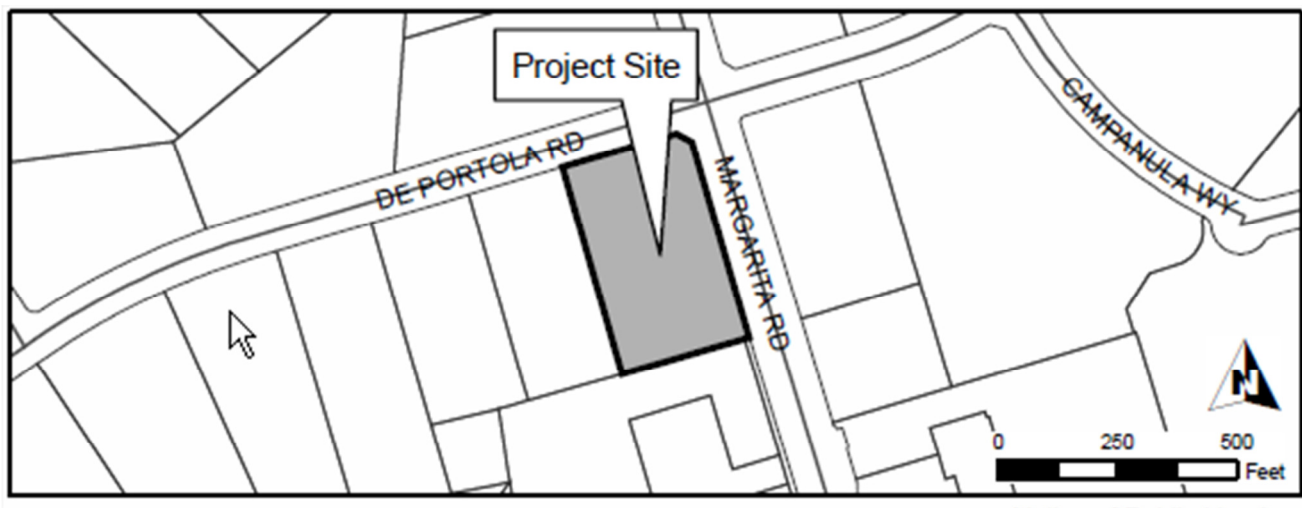 Project Site
DE PORTOLA RD
MARGARITA RD
CAMPANULA WY
N
0 250 500
Feet